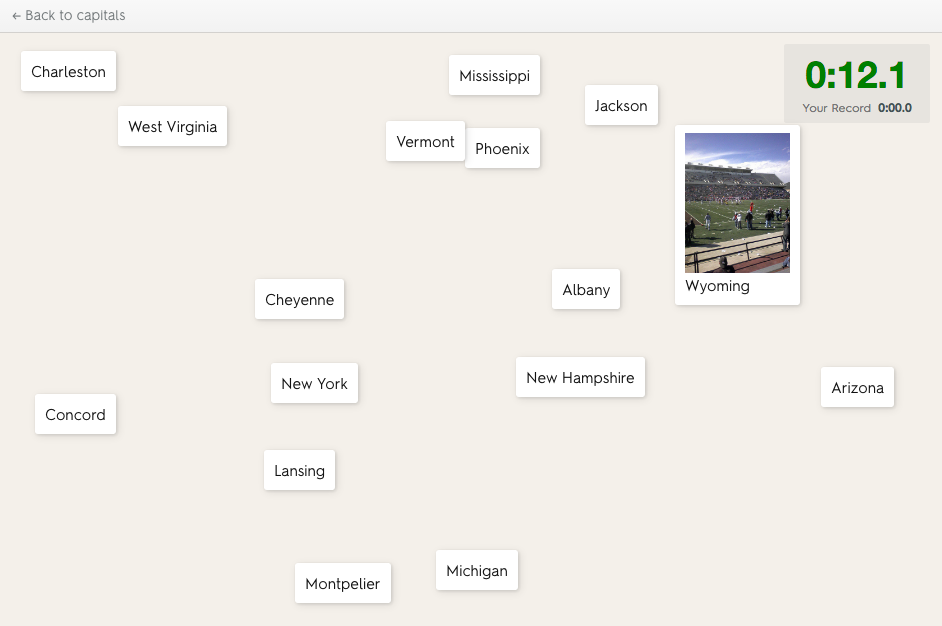 ← Back to capitals
Charleston
Mississippi
0:12.1
Your Record 0:00.0
Jackson
West Virginia
Vermont
Phoenix
Wyoming
Albany
Cheyenne
New York
New Hampshire
Arizona
Concord
Lansing
Michigan
Montpelier